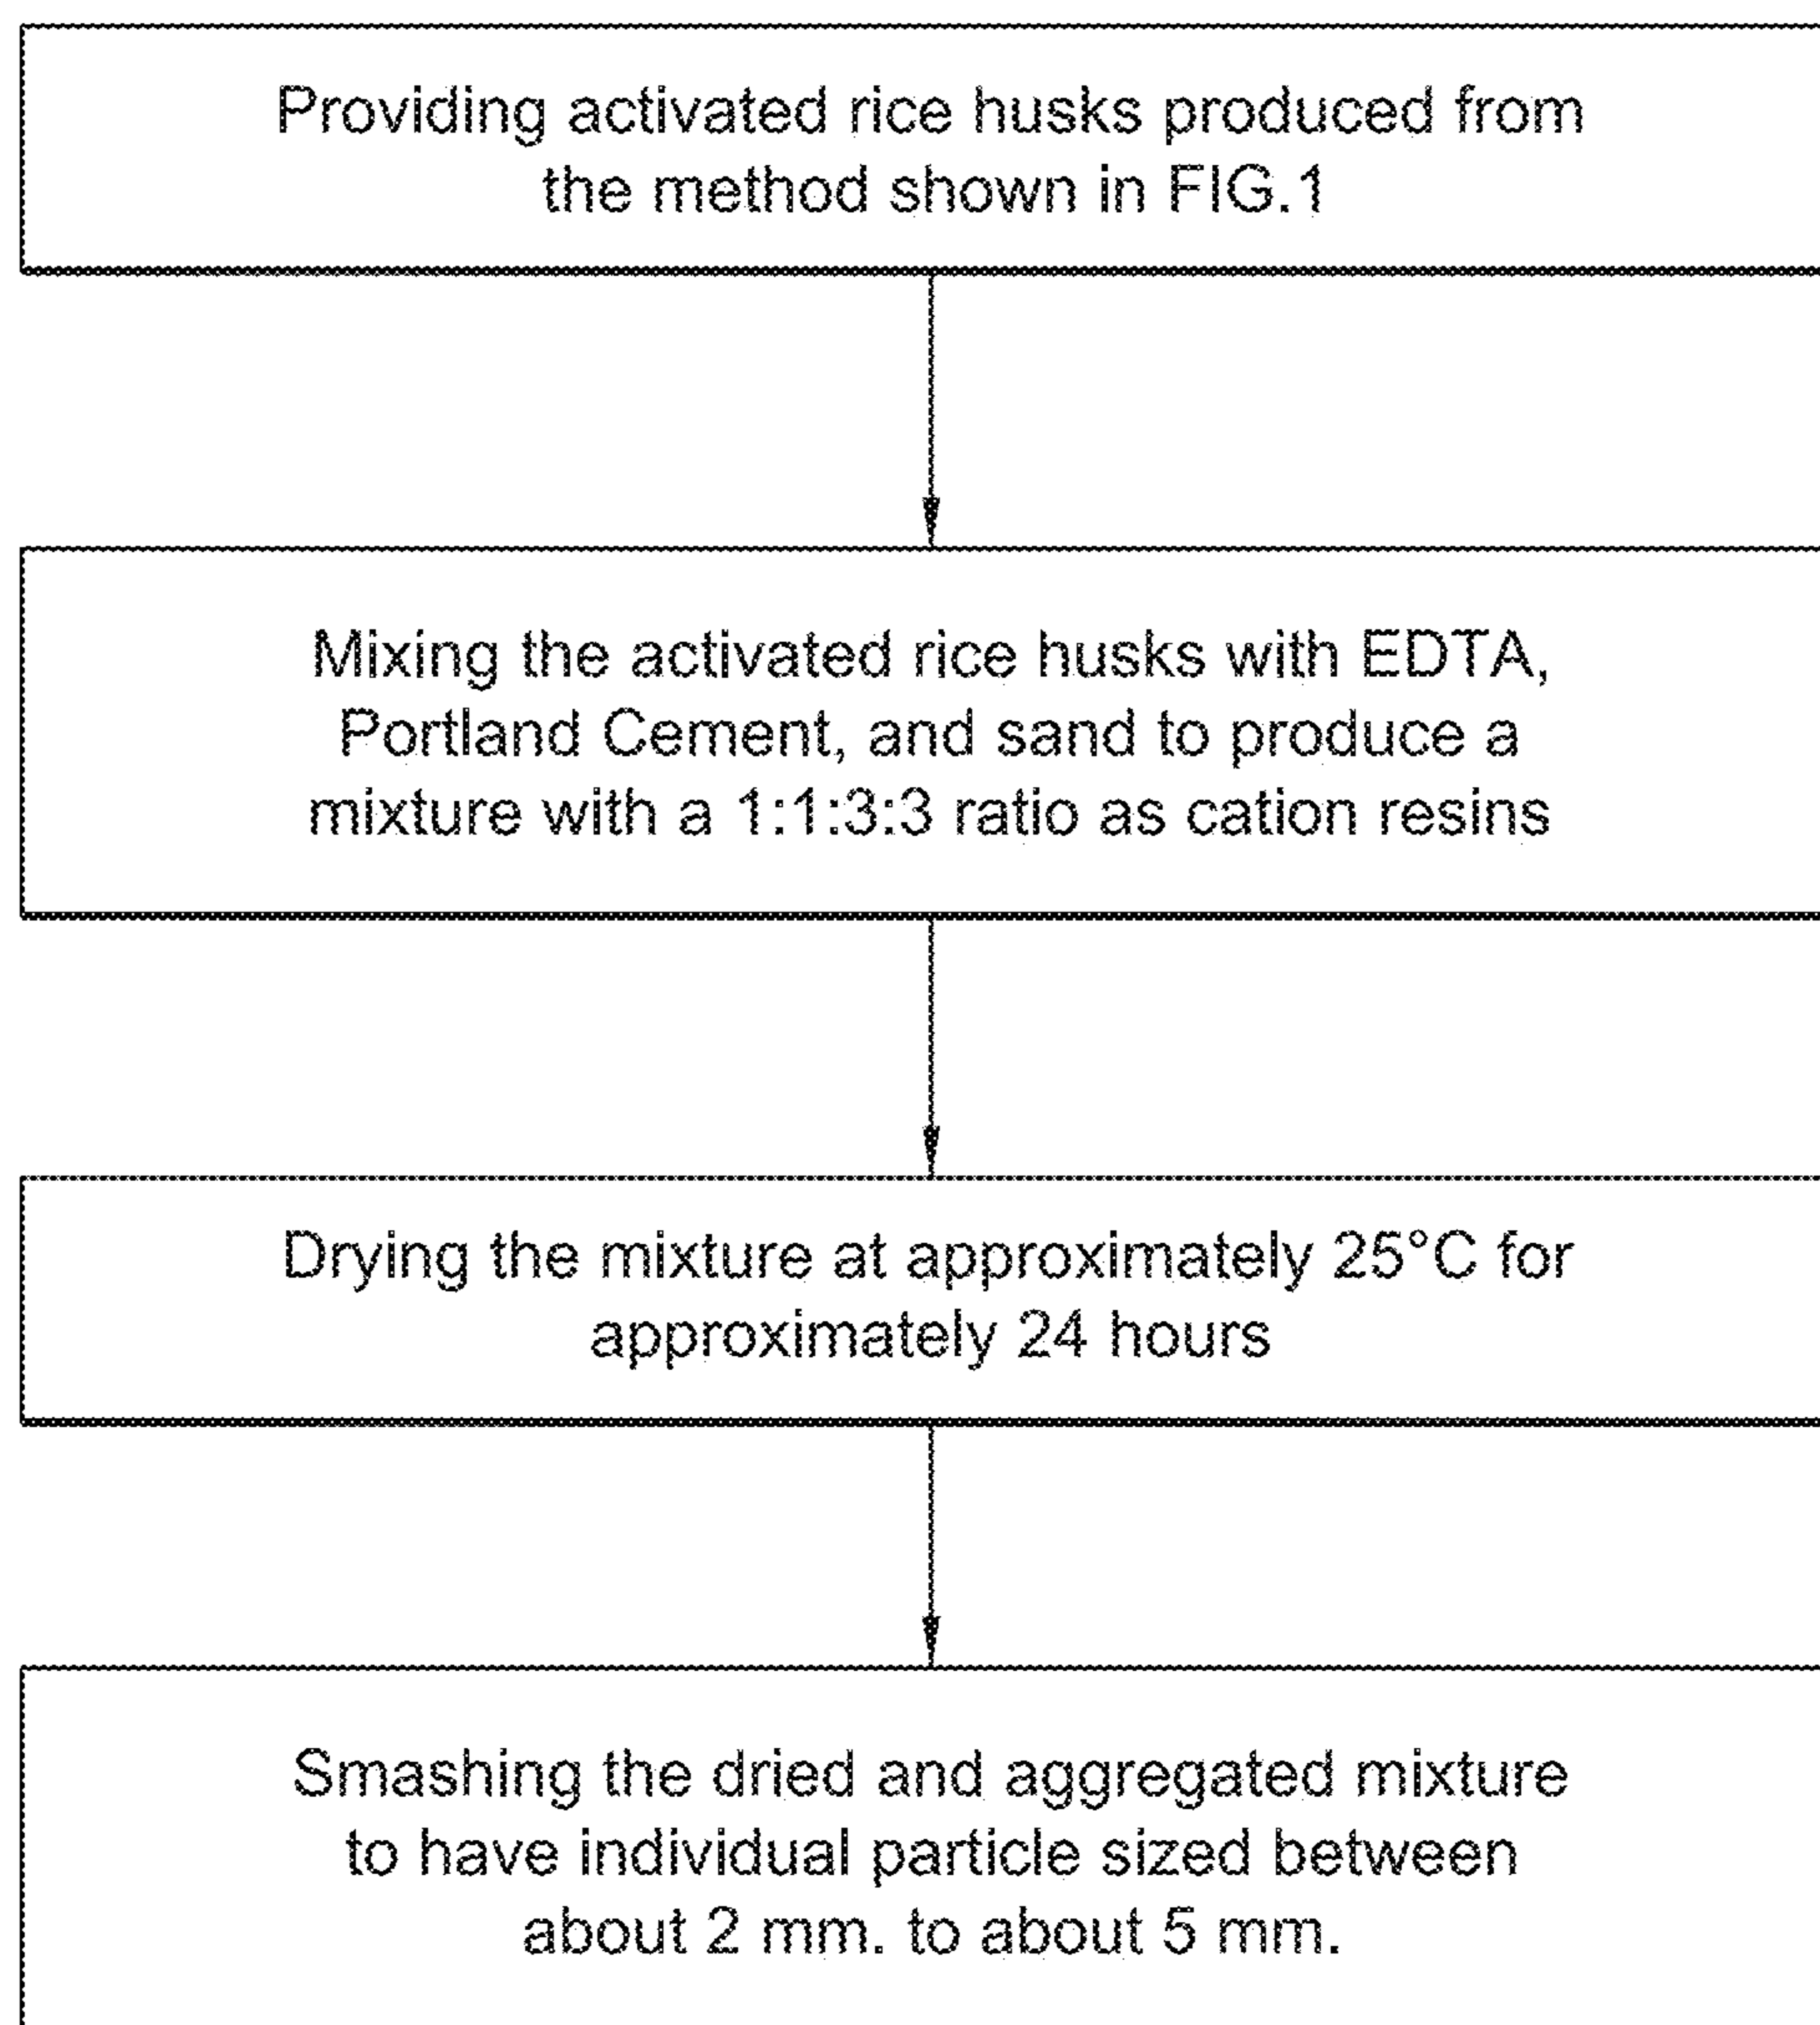 Providing activated rice husks produced from
the method shown in FIG.1
Mixing the activated rice husks with EDTA,
Portland Cement, and sand to produce a
mixture with a 1:1:3:3 ratio as cation resins
Drying the mixture at approximately 25°C for
approximately 24 hours
Smashing the dried and aggregated mixture
to have individual particle sized between
about 2 mm. to about 5 mm.